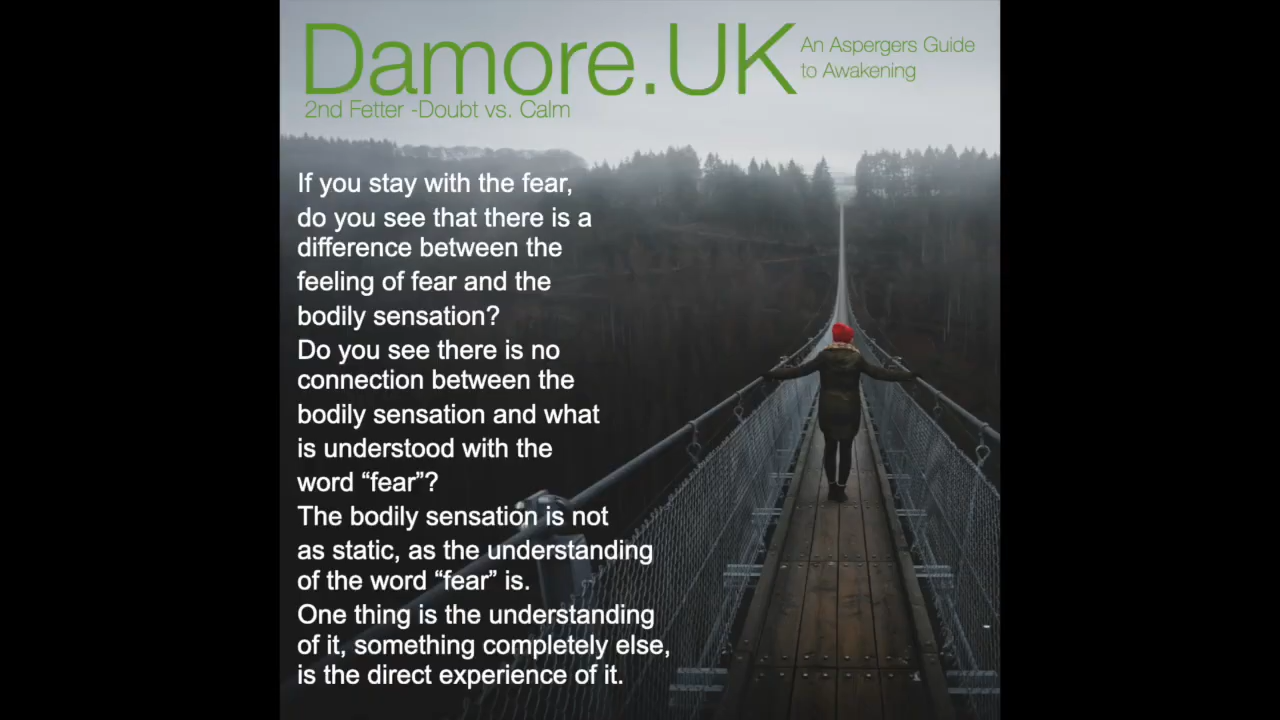 Damore.UK
An Aspergers Guide
to Awakening
2nd Fetter -Doubt vs. Calm
If you stay with the fear,
do you see that there is a
difference between the
feeling of fear and the
bodily sensation?
Do you see there is no
connection between the
bodily sensation and what
is understood with the
word “fear”?
The bodily sensation is not
as static, as the understanding
of the word “fear” is.
One thing is the understanding
of it, something completely else,
is the direct experience of it.